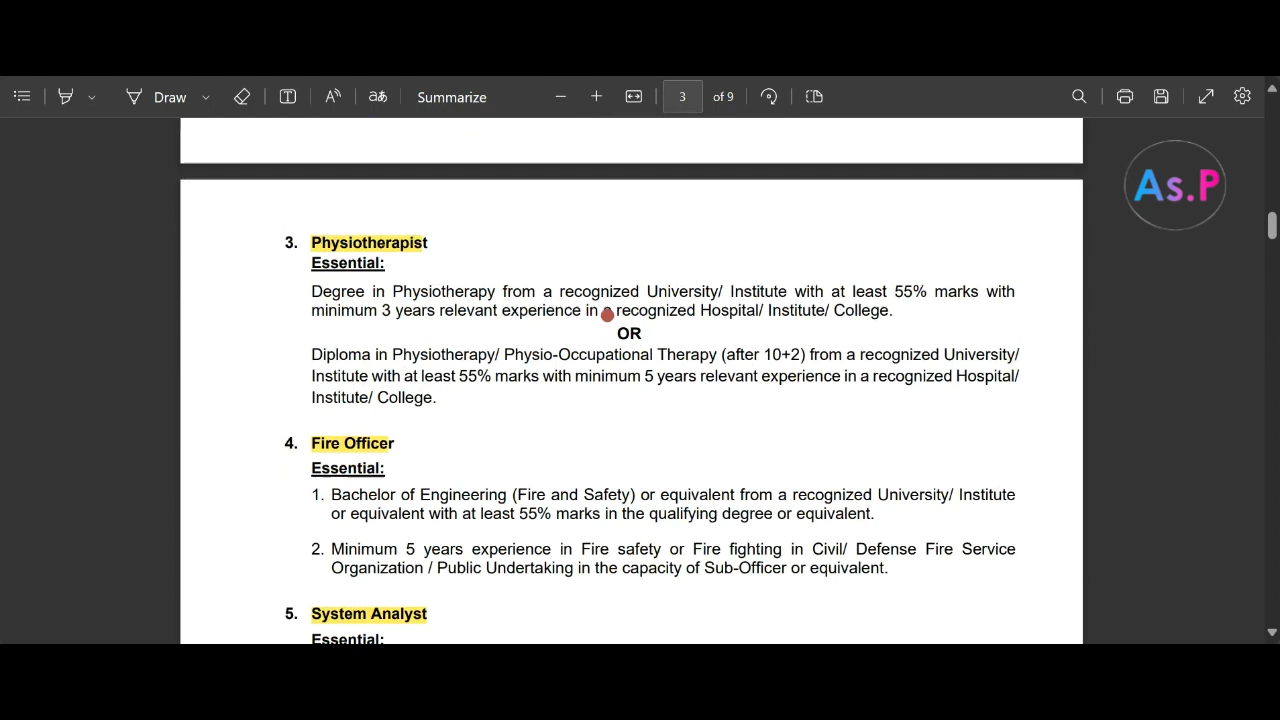 Draw
aあ
Summarize
3
of 9
As.P
3. Physiotherapist
Essential:
Degree in Physiotherapy from a recognized University/ Institute with at least 55% marks with
minimum 3 years relevant experience in recognized Hospital/ Institute/ College.
OR
Diploma in Physiotherapy/ Physio-Occupational Therapy (after 10+2) from a recognized University/
Institute with at least 55% marks with minimum 5 years relevant experience in a recognized Hospital/
Institute/ College.
4. Fire Officer
Essential:
1. Bachelor of Engineering (Fire and Safety) or equivalent from a recognized University/ Institute
or equivalent with at least 55% marks in the qualifying degree or equivalent.
2. Minimum 5 years experience in Fire safety or Fire fighting in Civil/ Defense Fire Service
Organization / Public Undertaking in the capacity of Sub-Officer or equivalent.
5. System Analyst
Essential: